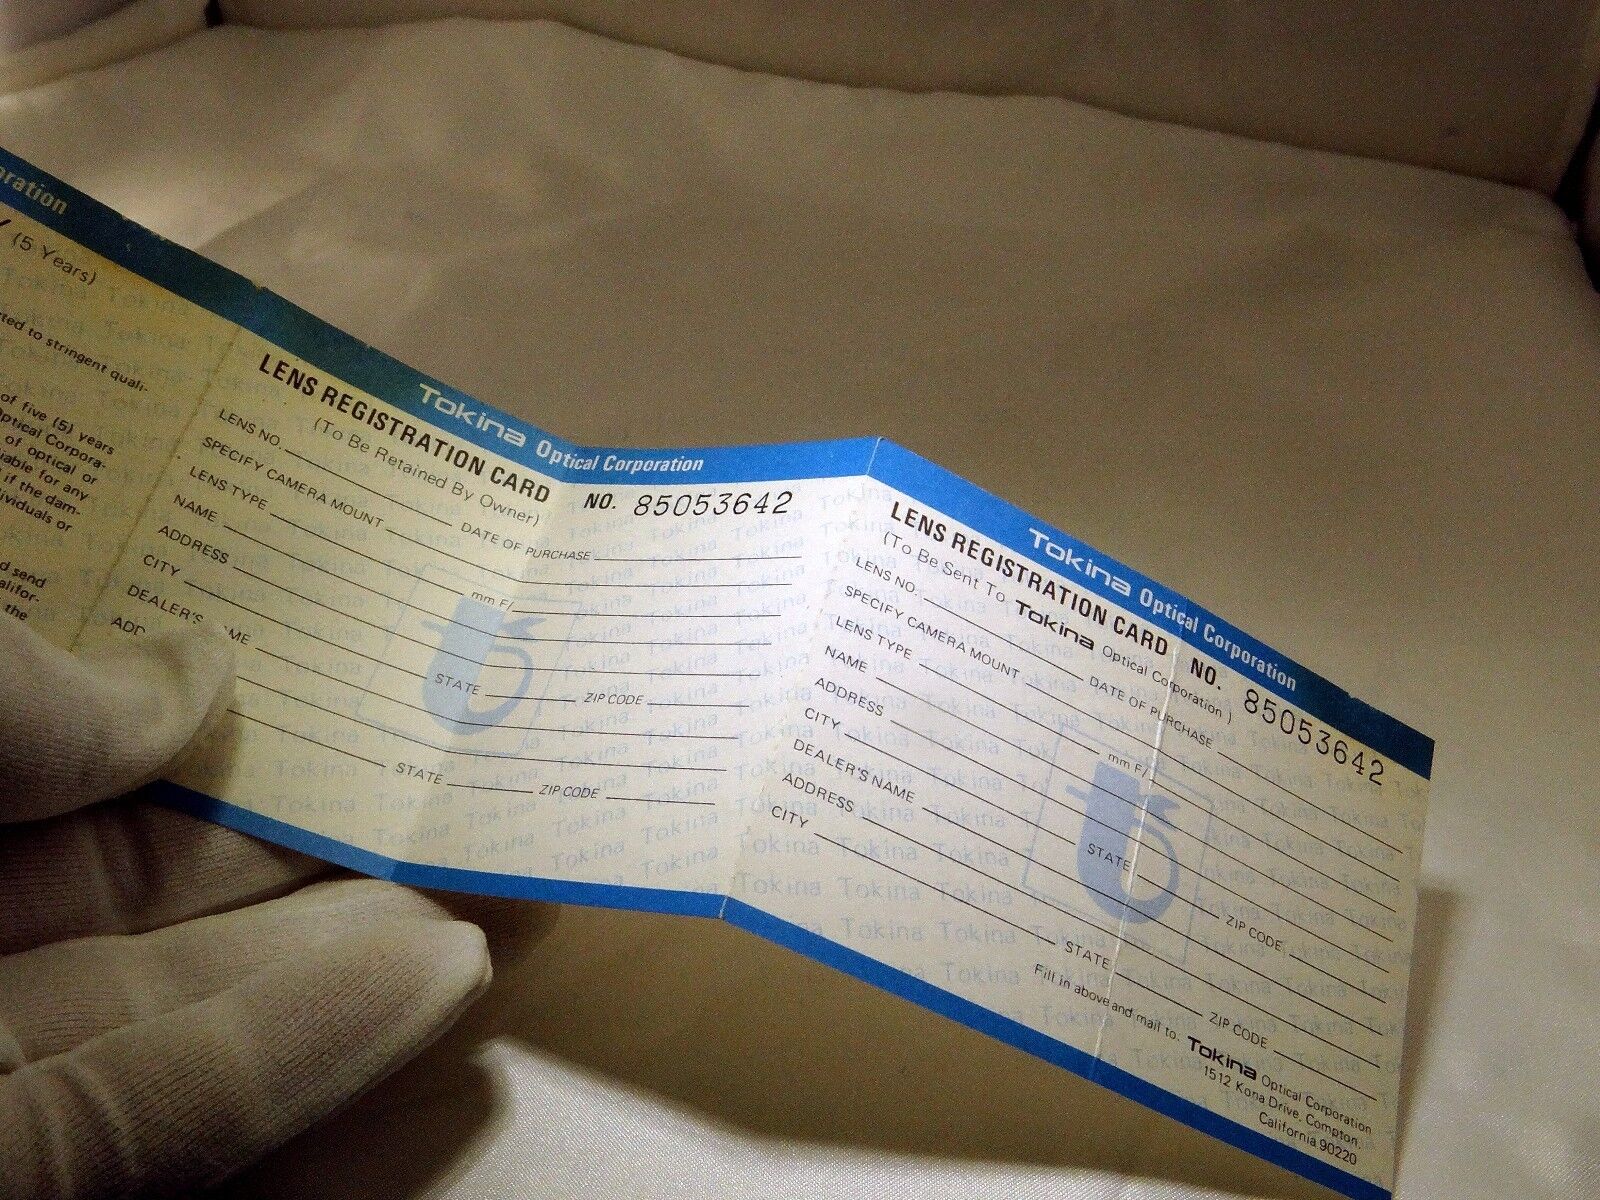 oration
(5 Years)
ted to stringent quali-
of five (5) years
Optical Corpora-
of optical or
iable for any
if the dam-
dividuals or
d send
alifor-
the
Tokina Optical Corporation
LENS REGISTRATION CARD
(To Be Retained By Owner)
NO. 85053642
LENS NO.
SPECIFY CAMERA MOUNT
DATE OF PURCHASE
LENS TYPE
mm F/
NAME
ADDRESS
CITY
STATE
ZIP CODE
DEALER'S NAME
ADD
STATE
ZIP CODE
Tokina Optical Corporation
LENS REGISTRATION CARD
NO. 85053642
(To Be Sent To Tokina Optical Corporation)
LENS NO.
SPECIFY CAMERA MOUNT
DATE OF PURCHASE
LENS TYPE
mm F/
NAME
ADDRESS
CITY
STATE
ZIP CODE
DEALER'S NAME
ADDRESS
CITY
STATE
ZIP CODE
Fill in above and mail to.
Tokina Optical Corporation
1512 Kona Drive, Compton,
California 90220